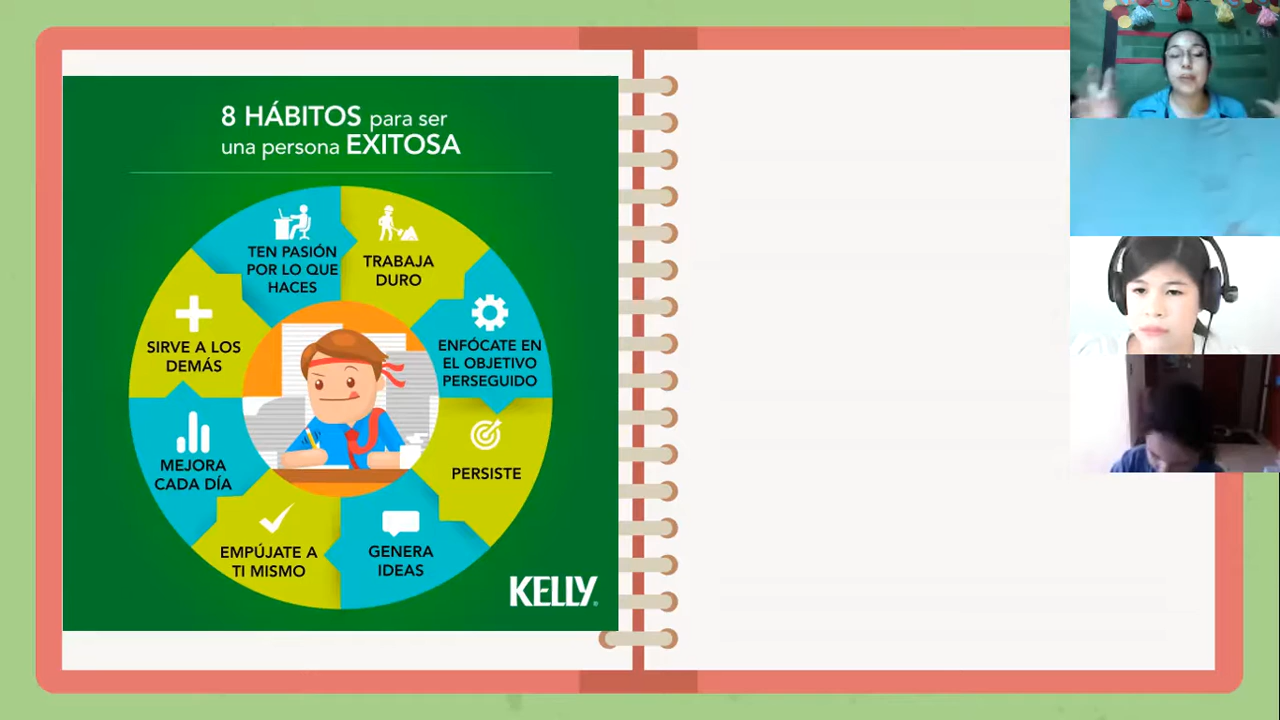 8 HÁBITOS para ser
una persona EXITOSA
TEN PASIÓN
POR LO QUE
HACES
TRABAJA
DURO
ENFÓCATE EN
EL OBJETIVO
PERSEGUIDO
PERSISTE
GENERA
IDEAS
EMPÚJATE A
TI MISMO
MEJORA
CADA DÍA
SIRVE A LOS
DEMÁS
KELLY